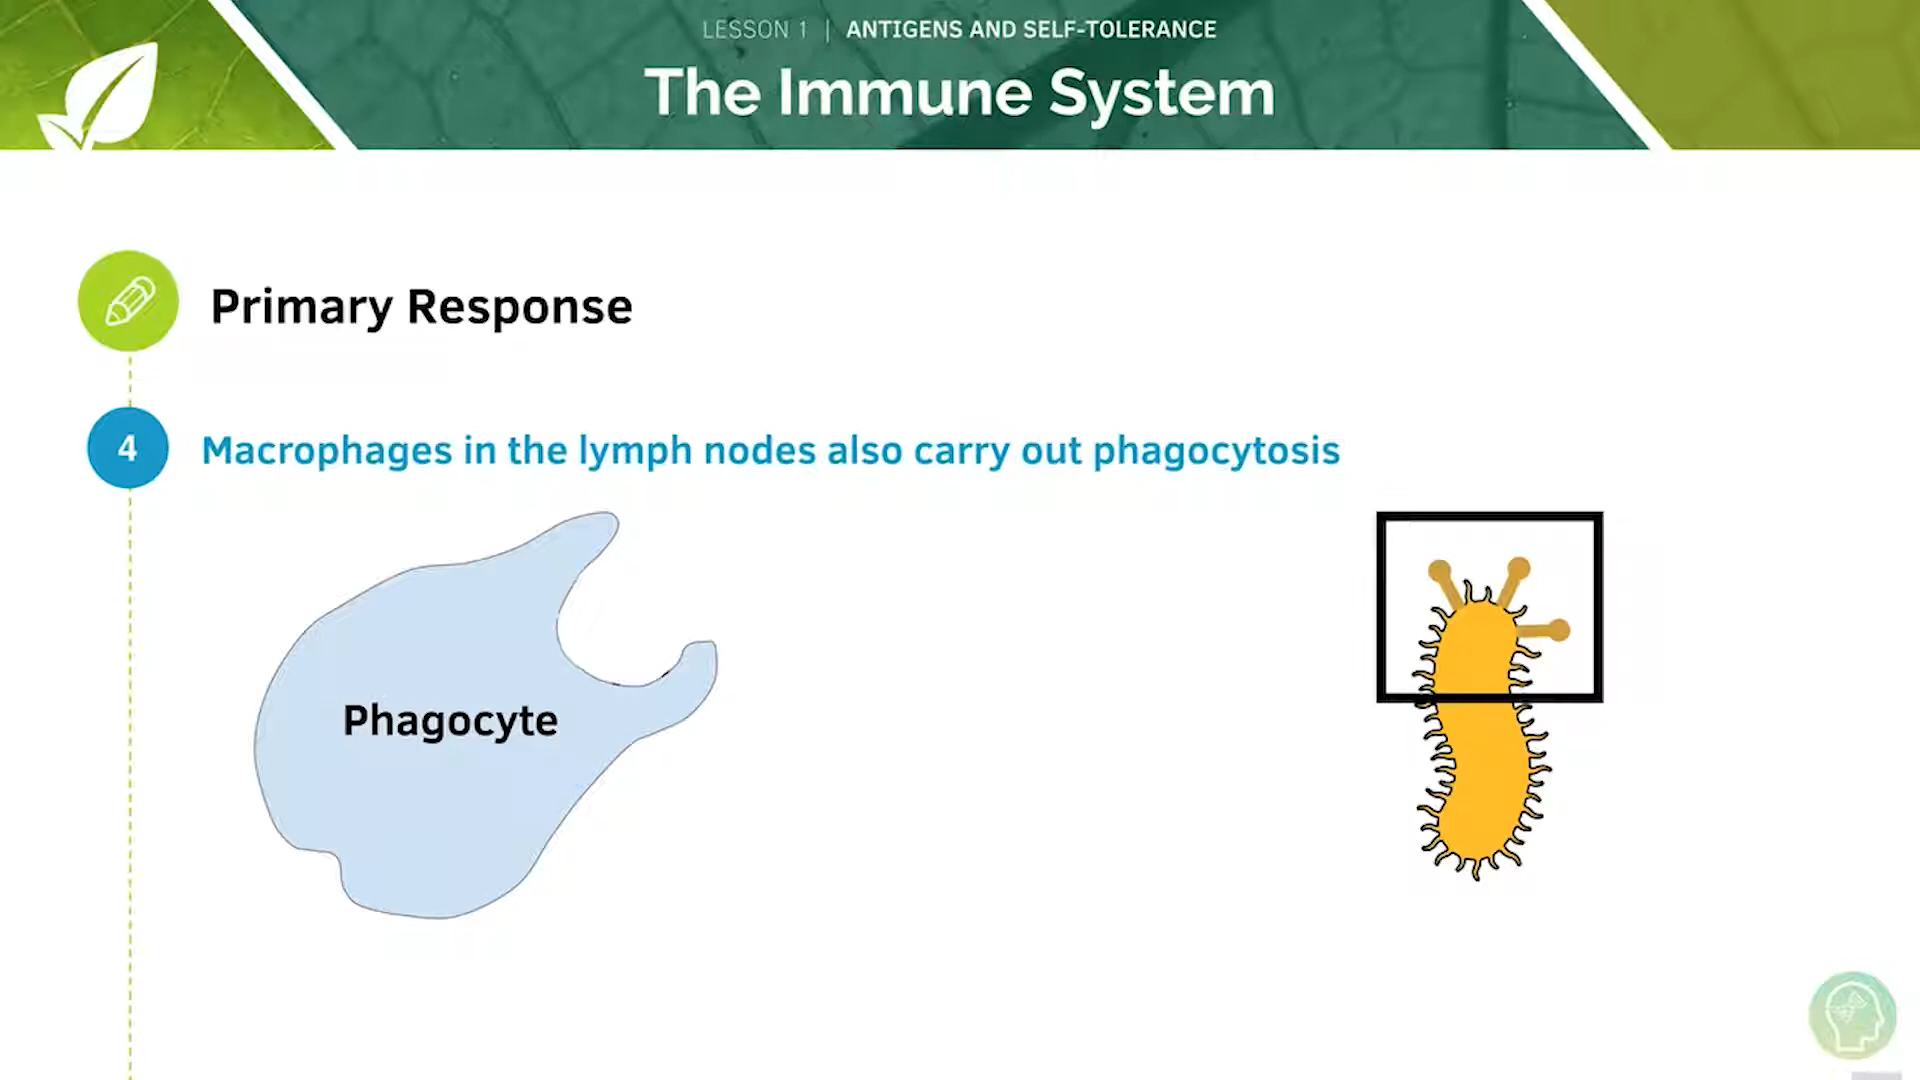 LESSON 1 | ANTIGENS AND SELF-TOLERANCE
The Immune System
Primary Response
4 Macrophages in the lymph nodes also carry out phagocytosis
Phagocyte